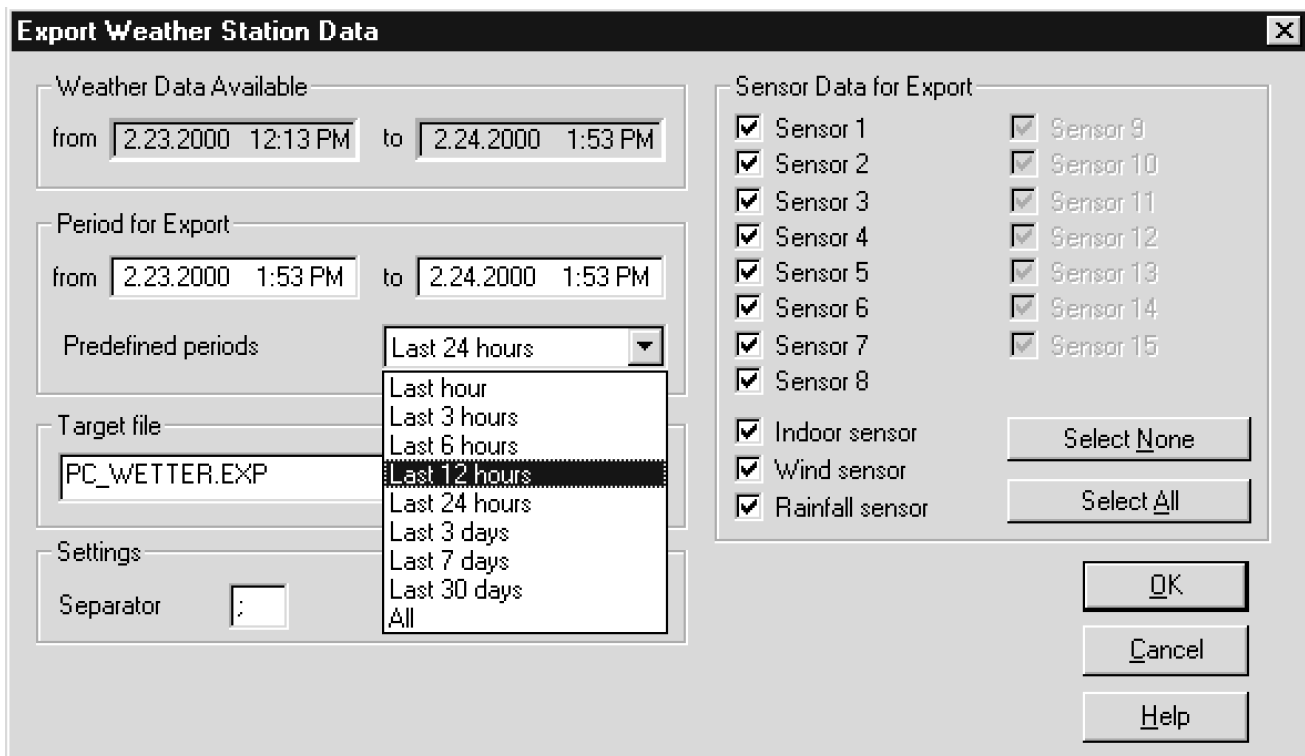 Export Weather Station Data
Weather Data Available
from 2.23.2000 12:13 PM to 2.24.2000 1:53 PM
Period for Export
from 2.23.2000 1:53 PM to 2.24.2000 1:53 PM
Predefined periods Last 24 hours
Last hour
Last 3 hours
Last 6 hours
Last 12 hours
Last 24 hours
Last 3 days
Last 7 days
Last 30 days
All
Target file
PC_WETTER.EXP
Settings
Separator ;
Sensor Data for Export
Sensor 1
Sensor 2
Sensor 3
Sensor 4
Sensor 5
Sensor 6
Sensor 7
Sensor 8
Sensor 9
Sensor 10
Sensor 11
Sensor 12
Sensor 13
Sensor 14
Sensor 15
Indoor sensor
Wind sensor
Rainfall sensor
Select None
Select All
OK
Cancel
Help